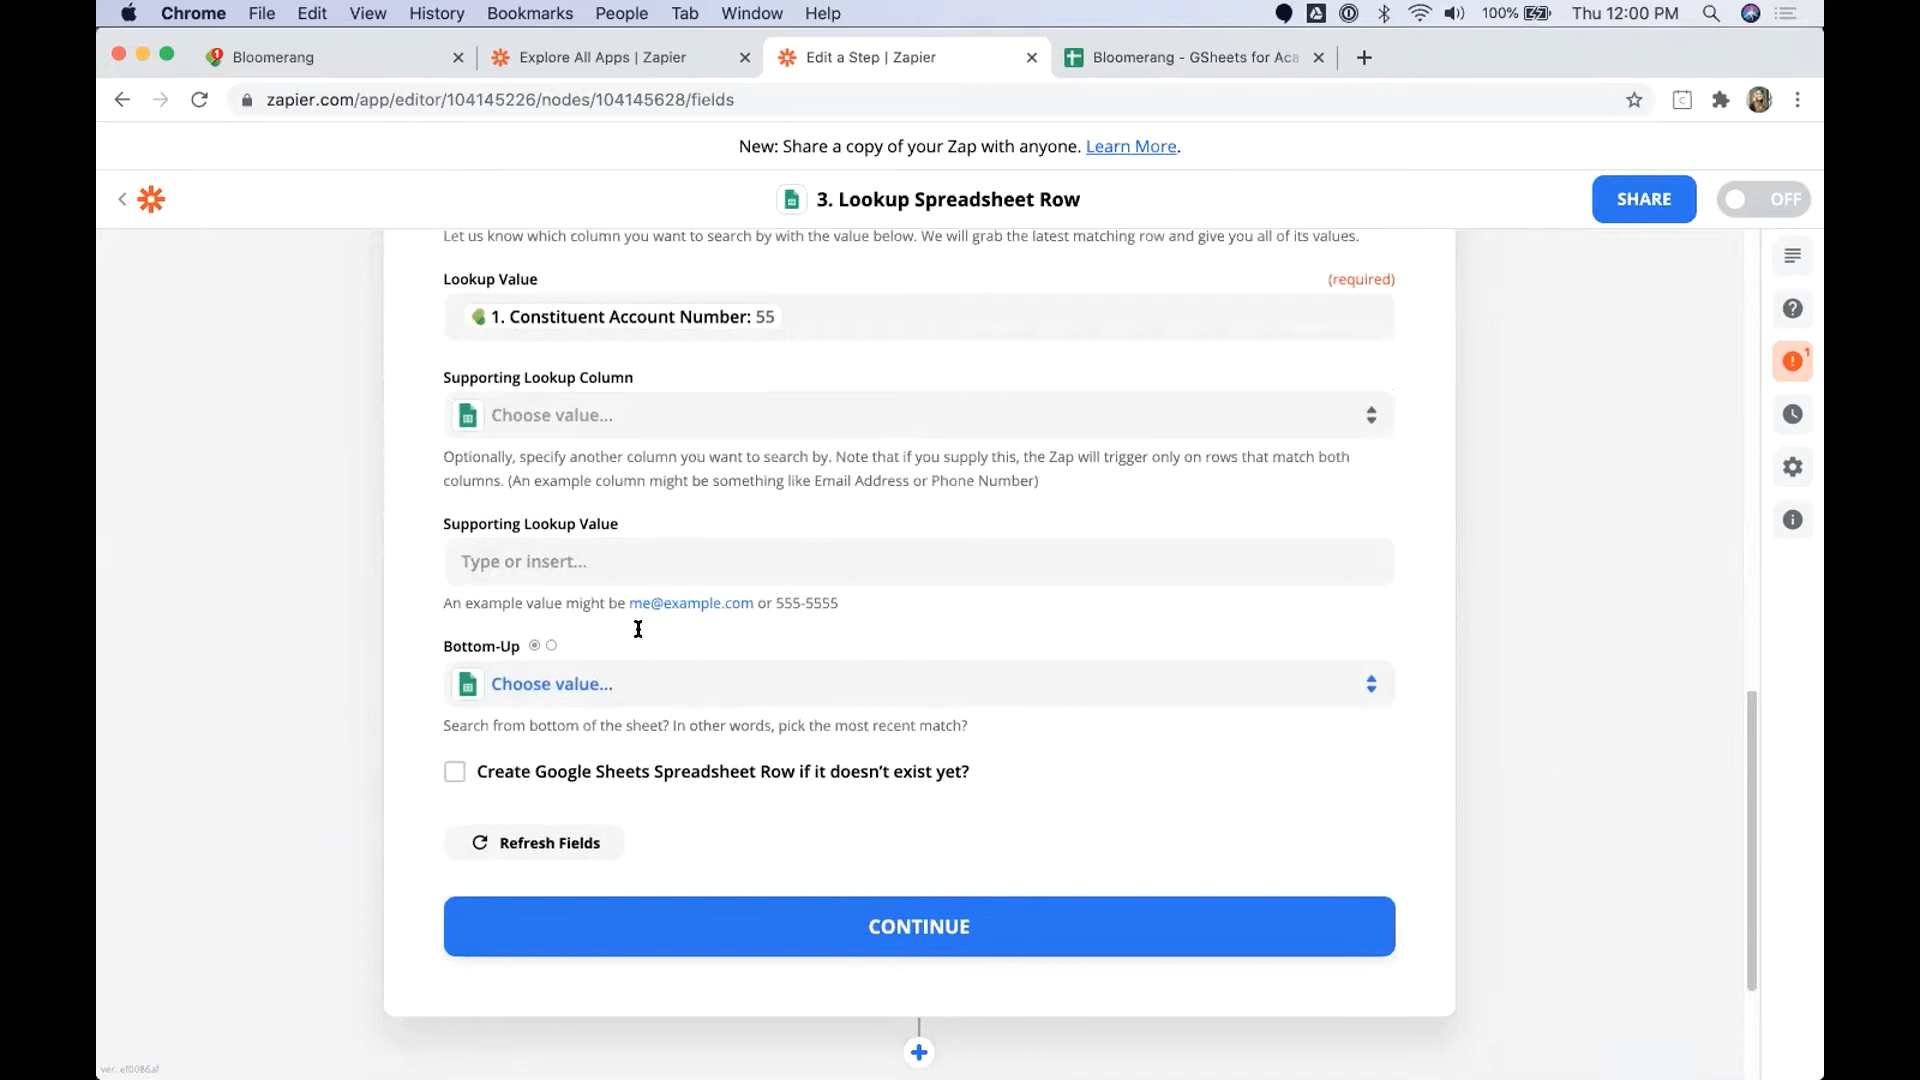 Chrome File Edit View History Bookmarks People Tab Window Help 100% Thu 12:00 PM
1 Bloomerang Explore All Apps | Zapier Edit a Step | Zapier Bloomerang - GSheets for Aca
zapier.com/app/editor/104145226/nodes/104145628/fields
New: Share a copy of your Zap with anyone. Learn More.
3. Lookup Spreadsheet Row SHARE OFF
Let us know which column you want to search by with the value below. We will grab the latest matching row and give you all of its values.
Lookup Value (required)
1. Constituent Account Number: 55
1
Supporting Lookup Column
Choose value...
Optionally, specify another column you want to search by. Note that if you supply this, the Zap will trigger only on rows that match both
columns. (An example column might be something like Email Address or Phone Number)
Supporting Lookup Value
Type or insert...
An example value might be me@example.com or 555-5555
Bottom-Up
Choose value...
Search from bottom of the sheet? In other words, pick the most recent match?
Create Google Sheets Spreadsheet Row if it doesn’t exist yet?
Refresh Fields
CONTINUE